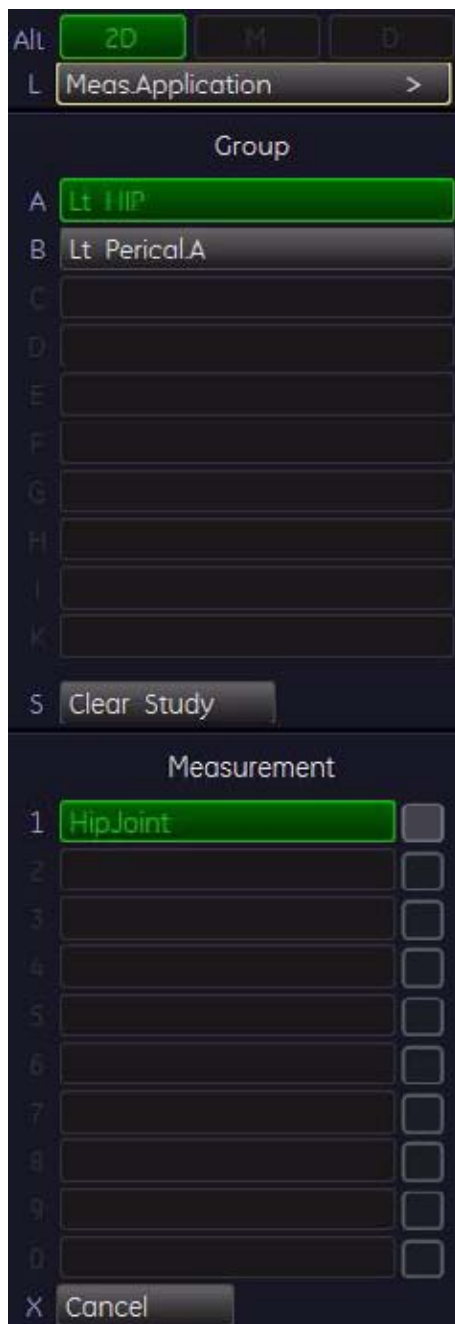 Alt 2D M D
L Meas.Application >
Group
A Lt HIP
B Lt Perical.A
C
D
E
F
G
H
I
K
S Clear Study
Measurement
1 HipJoint
2
3
4
5
6
7
8
9
0
X Cancel